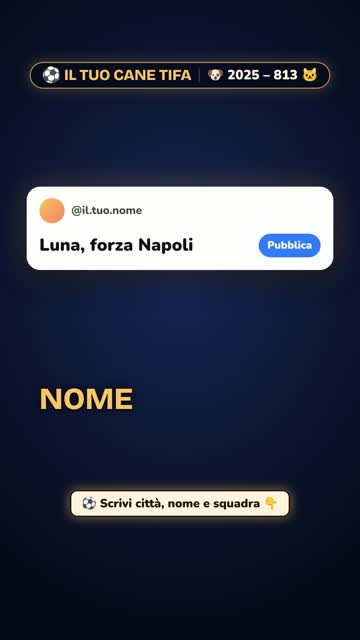 ⚽ IL TUO CANE TIFA | 🐶 2025 – 813 🐱
@il.tuo.nome
Luna, forza Napoli
Pubblica
NOME
⚽ Scrivi città, nome e squadra 👇